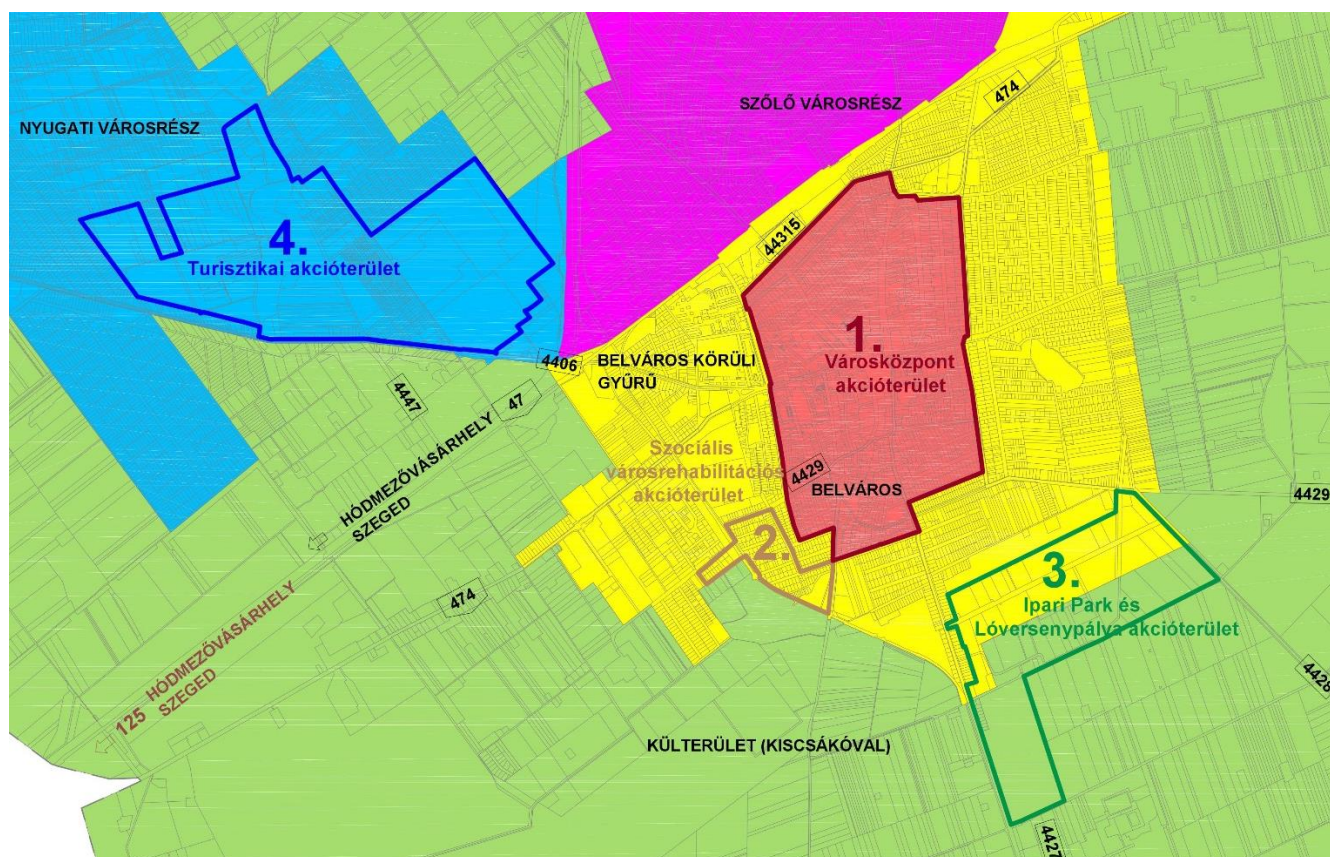 474
SZŐLŐ VÁROSRÉSZ
NYUGATI VÁROSRÉSZ
44315
4.
Turisztikai akcióterület
1.
Városközpont
akcióterület
4406
BELVÁROS KÖRÜLI
GYŰRŰ
4447
47
HÓDMEZŐVÁSÁRHELY
SZEGED
Szociális
városrehabilitációs
akcióterület
4429
BELVÁROS
4429
2.
3.
Ipari Park és
Lóversenypálya akcióterület
474
125 HÓDMEZŐVÁSÁRHELY
SZEGED
4428
KÜLTERÜLET (KISCSÁKÓVAL)
4427